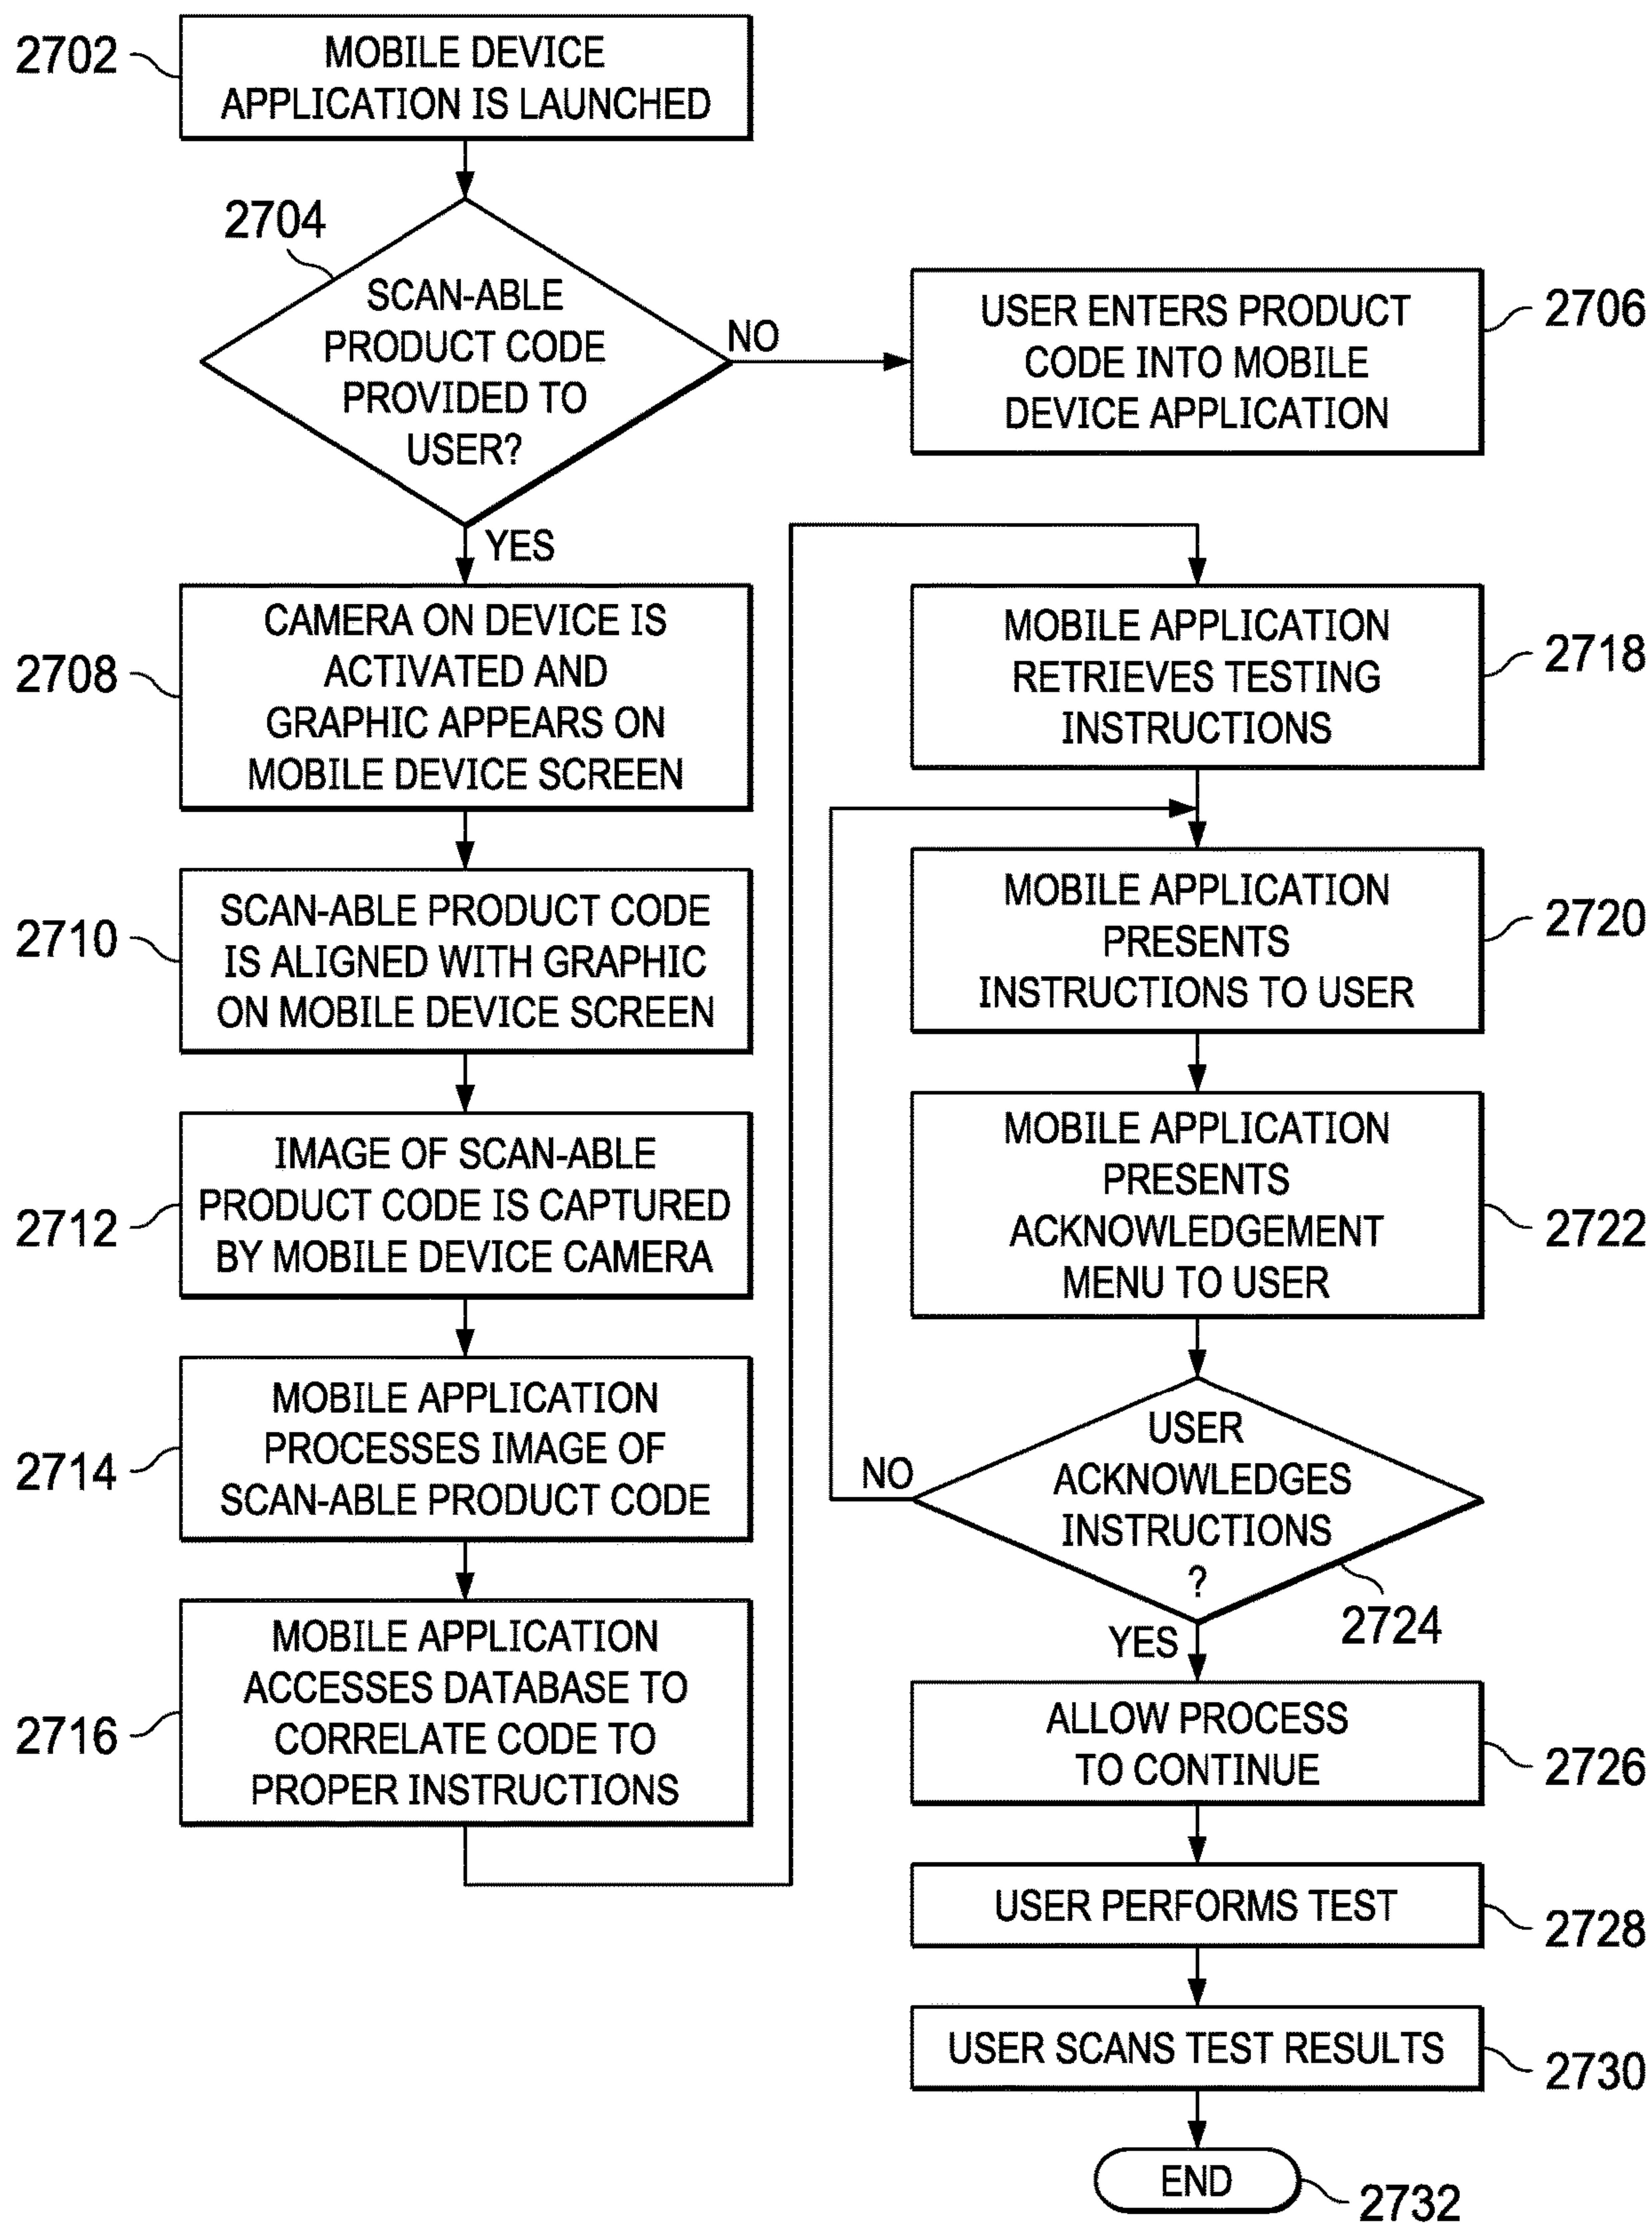 2702
MOBILE DEVICE
APPLICATION IS LAUNCHED
2704
SCAN-ABLE
PRODUCT CODE
PROVIDED TO
USER?
NO
YES
USER ENTERS PRODUCT
CODE INTO MOBILE
DEVICE APPLICATION
2706
2708
CAMERA ON DEVICE IS
ACTIVATED AND
GRAPHIC APPEARS ON
MOBILE DEVICE SCREEN
2710
SCAN-ABLE PRODUCT CODE
IS ALIGNED WITH GRAPHIC
ON MOBILE DEVICE SCREEN
2712
IMAGE OF SCAN-ABLE
PRODUCT CODE IS CAPTURED
BY MOBILE DEVICE CAMERA
2714
MOBILE APPLICATION
PROCESSES IMAGE OF
SCAN-ABLE PRODUCT CODE
2716
MOBILE APPLICATION
ACCESSES DATABASE TO
CORRELATE CODE TO
PROPER INSTRUCTIONS
MOBILE APPLICATION
RETRIEVES TESTING
INSTRUCTIONS
2718
MOBILE APPLICATION
PRESENTS
INSTRUCTIONS TO USER
2720
MOBILE APPLICATION
PRESENTS
ACKNOWLEDGEMENT
MENU TO USER
2722
USER
ACKNOWLEDGES
INSTRUCTIONS
?
NO
2724
YES
ALLOW PROCESS
TO CONTINUE
2726
USER PERFORMS TEST
2728
USER SCANS TEST RESULTS
2730
END
2732